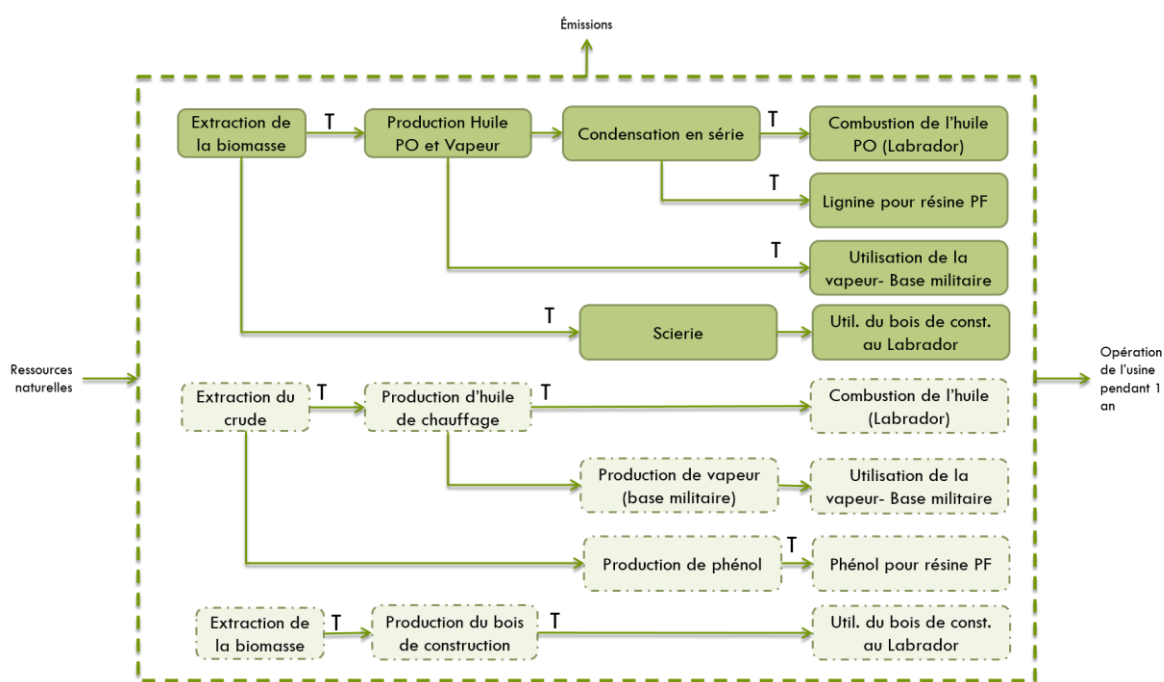 Émissions
Extraction de
la biomasse
T
Production Huile
PO et Vapeur
Condensation en série
T
Combustion de l'huile
PO (Labrador)
T
Lignine pour résine PF
T
Utilisation de la
vapeur- Base militaire
T
Scierie
Util. du bois de const.
au Labrador
Ressources
naturelles
Opération
de l'usine
pendant 1
an
Extraction du
crude
T
Production d'huile
de chauffage
T
Combustion de l'huile
(Labrador)
Production de vapeur
(base militaire)
Utilisation de la
vapeur- Base militaire
Production de phénol
T
Phénol pour résine PF
Extraction de
la biomasse
T
Production du bois
de construction
T
Util. du bois de const.
au Labrador